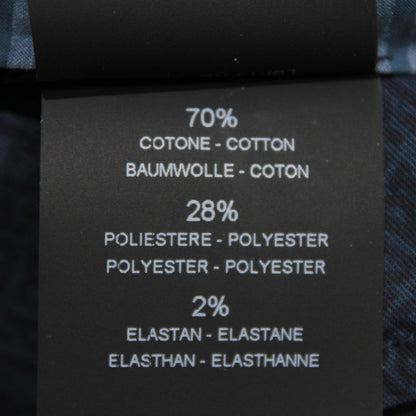 70%
COTONE - COTTON
BAUMWOLLE - COTON
28%
POLIESTERE - POLYESTER
POLYESTER - POLYESTER
2%
ELASTAN - ELASTANE
ELASTHAN - ELASTHANNE